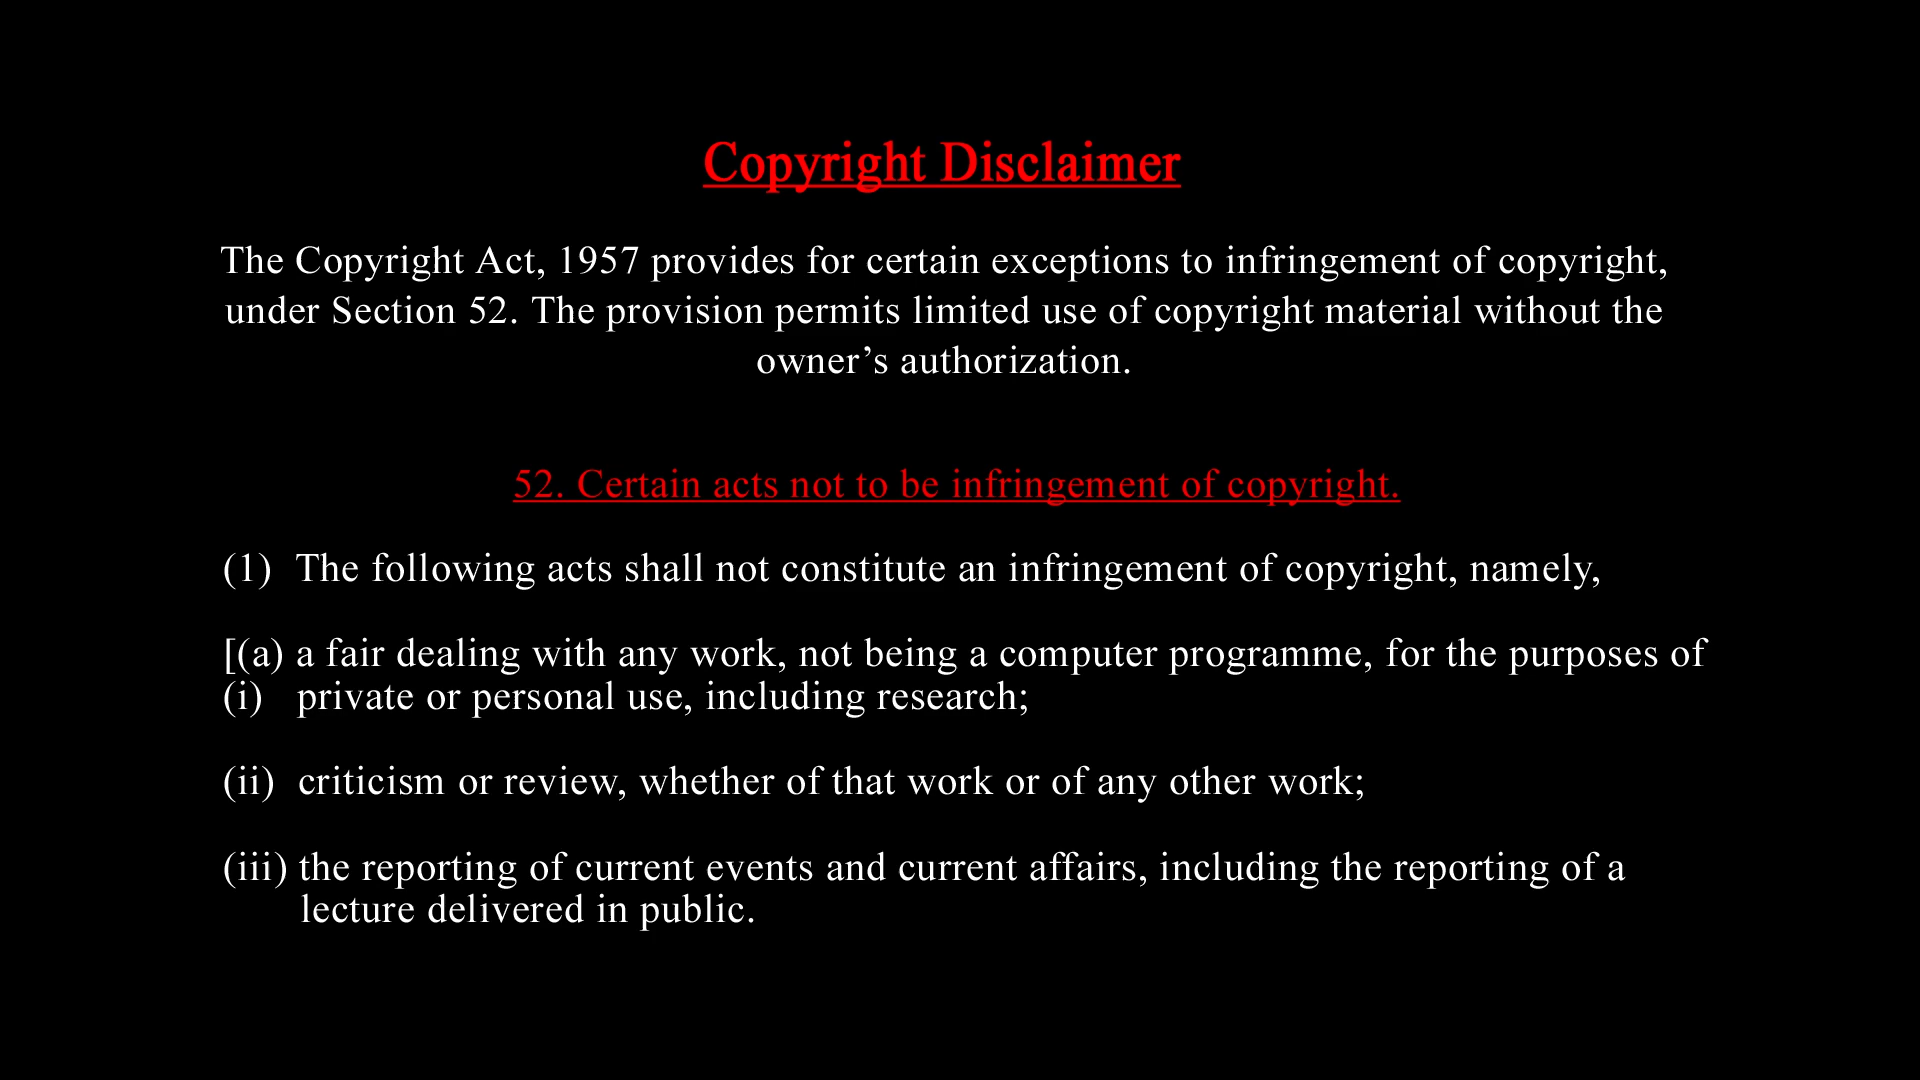 Copyright Disclaimer
The Copyright Act, 1957 provides for certain exceptions to infringement of copyright,
under Section 52. The provision permits limited use of copyright material without the
owner’s authorization.
52. Certain acts not to be infringement of copyright.
(1) The following acts shall not constitute an infringement of copyright, namely,
[(a) a fair dealing with any work, not being a computer programme, for the purposes of
(i) private or personal use, including research;
(ii) criticism or review, whether of that work or of any other work;
(iii) the reporting of current events and current affairs, including the reporting of a
lecture delivered in public.